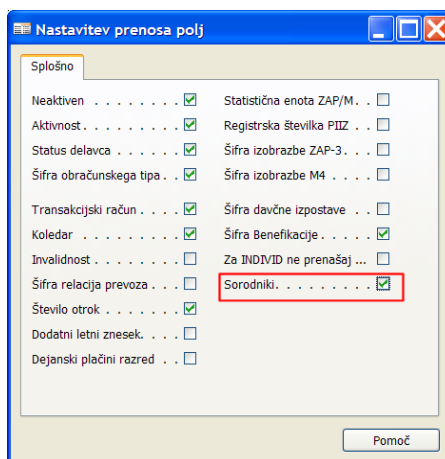 Nastavitev prenosa polj
Splošno
Neaktiven . . . . . . . .
Aktivnost . . . . . . . . .
Status delavca . . . . .
Šifra obračunskega tipa . .
Transakcijski račun . . . .
Koledar . . . . . . . . .
Invalidnost . . . . . . . .
Šifra relacija prevoza . . .
Število otrok . . . . . .
Dodatni letni znesek. . . .
Dejanski plačini razred . .
Statistična enota ZAP/M. . .
Registrska številka PIIZ . . .
Šifra izobrazbe ZAP-3. . . .
Šifra izobrazbe M4 . . . . .
Šifra davčne izpostave . . .
Šifra Benefikacije. . . . . .
Za INDIVID ne prenašaj ...
Sorodniki. . . . . . . . . .
Pomoč